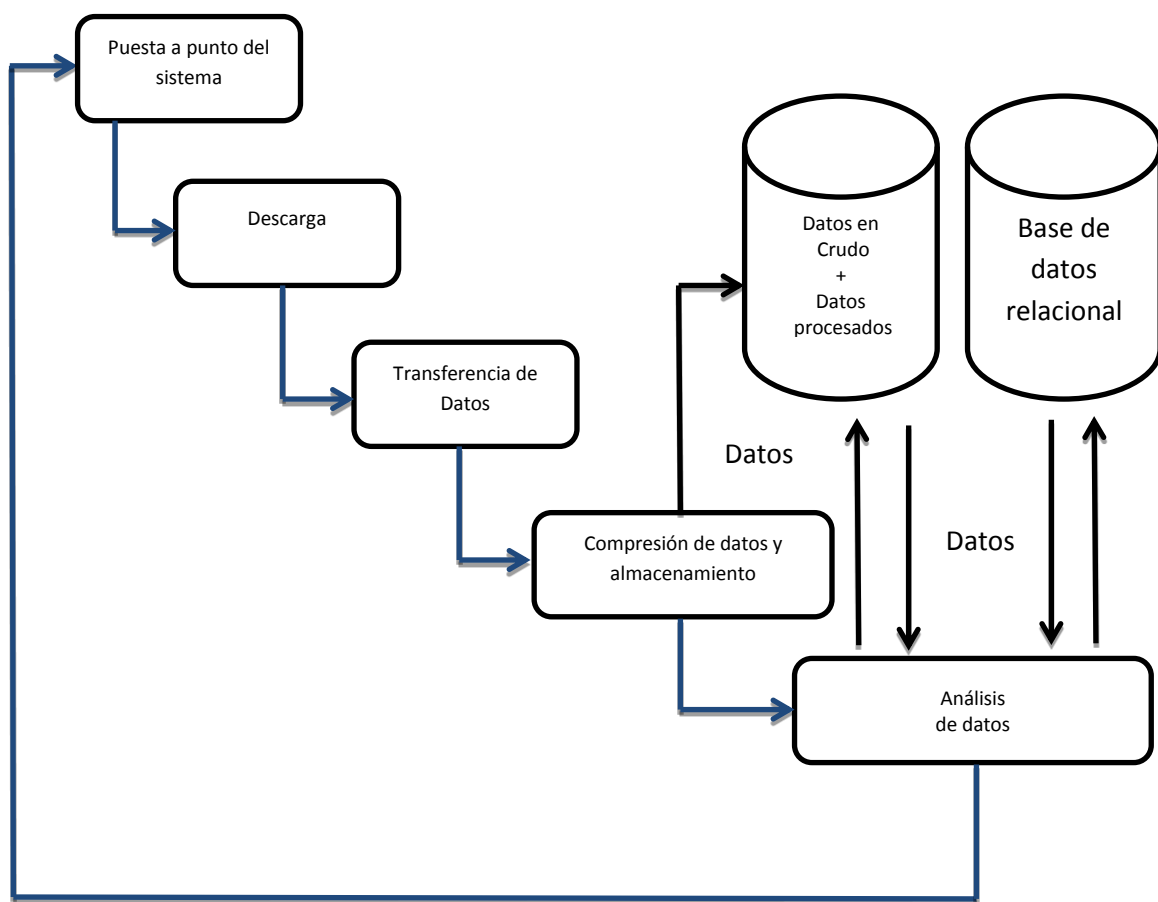 Puesta a punto del
sistema
Descarga
Transferencia de
Datos
Compresión de datos y
almacenamiento
Datos en
Crudo
+
Datos
procesados
Base de
datos
relacional
Datos
Datos
Análisis
de datos